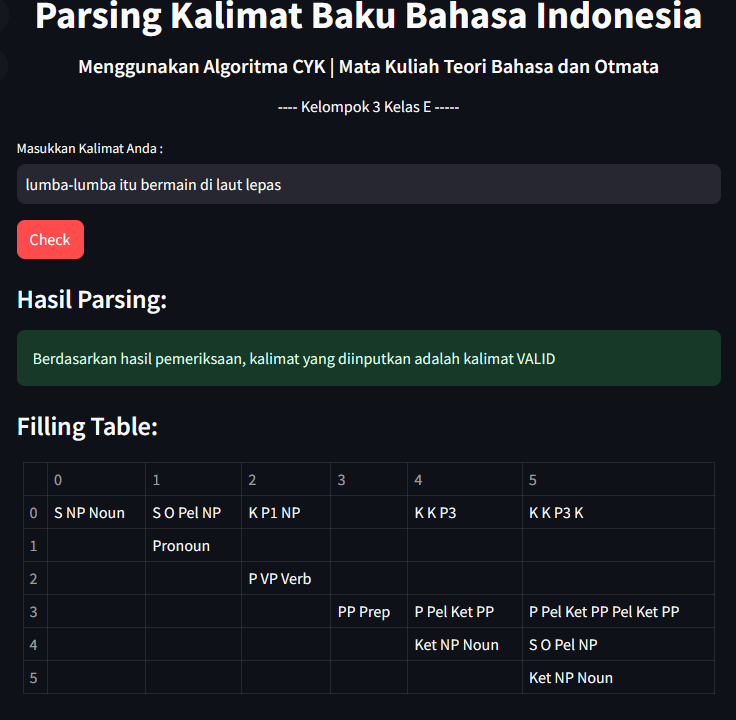 Parsing Kalimat Baku Bahasa Indonesia
Menggunakan Algoritma CYK | Mata Kuliah Teori Bahasa dan Otmata
---- Kelompok 3 Kelas E -----
Masukkan Kalimat Anda :
lumba-lumba itu bermain di laut lepas
Check
Hasil Parsing:
Berdasarkan hasil pemeriksaan, kalimat yang diinputkan adalah kalimat VALID
Filling Table:
0 1 2 3 4 5
0 S NP Noun S O Pel NP K P1 NP K K P3 K K P3 K
1 Pronoun
2 P VP Verb
3 PP Prep P Pel Ket PP P Pel Ket PP Pel Ket PP
4 Ket NP Noun S O Pel NP
5 Ket NP Noun